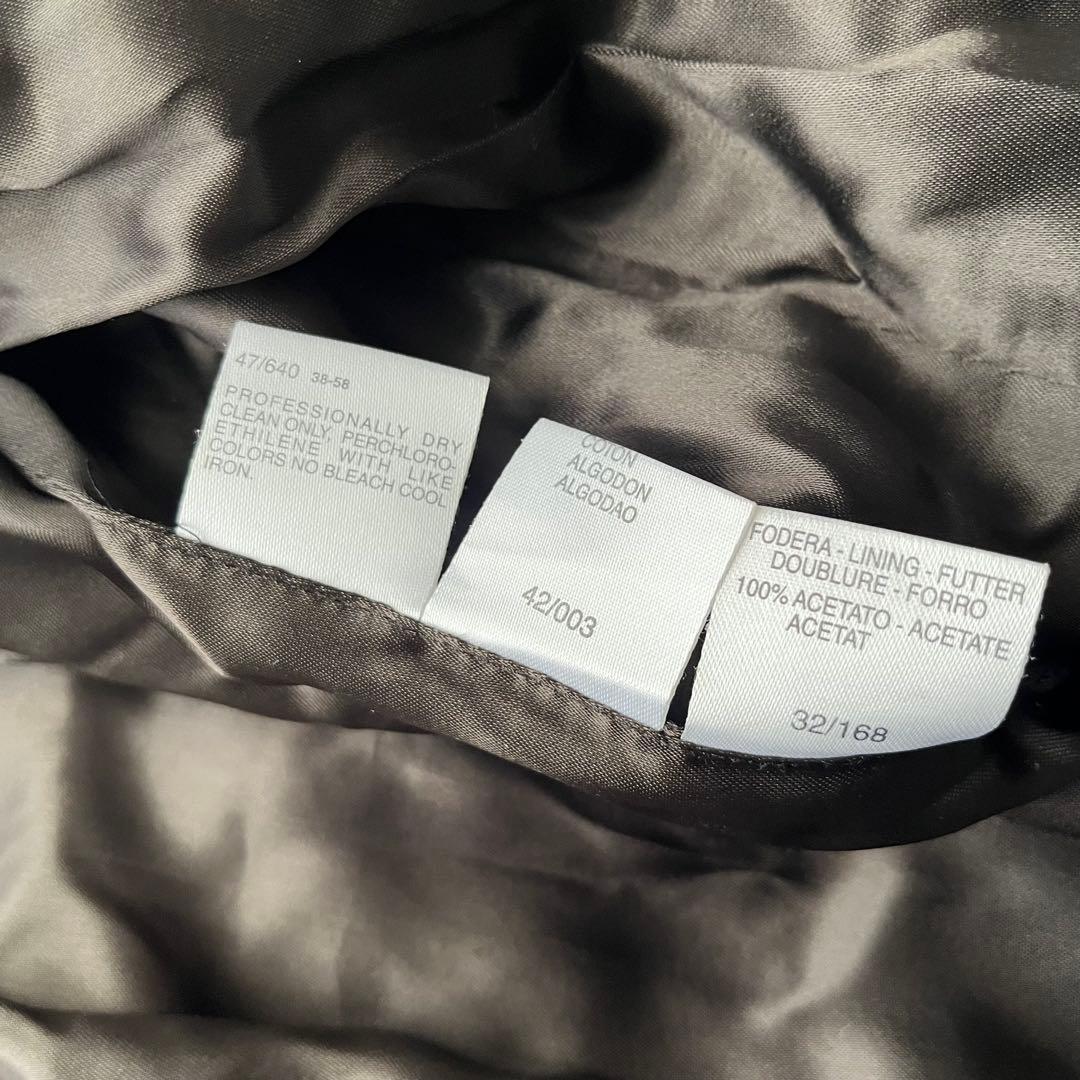 47/640 38-58
PROFESSIONALLY DRY
CLEAN ONLY, PERCHLORO-
ETHILENE WITH LIKE
COLORS NO BLEACH COOL
IRON.
COTON
ALGODON
ALGODAO
42/003
FODERA - LINING - FUTTER
DOUBLURE - FORRO
100% ACETATO - ACETATE
ACETAT
32/168